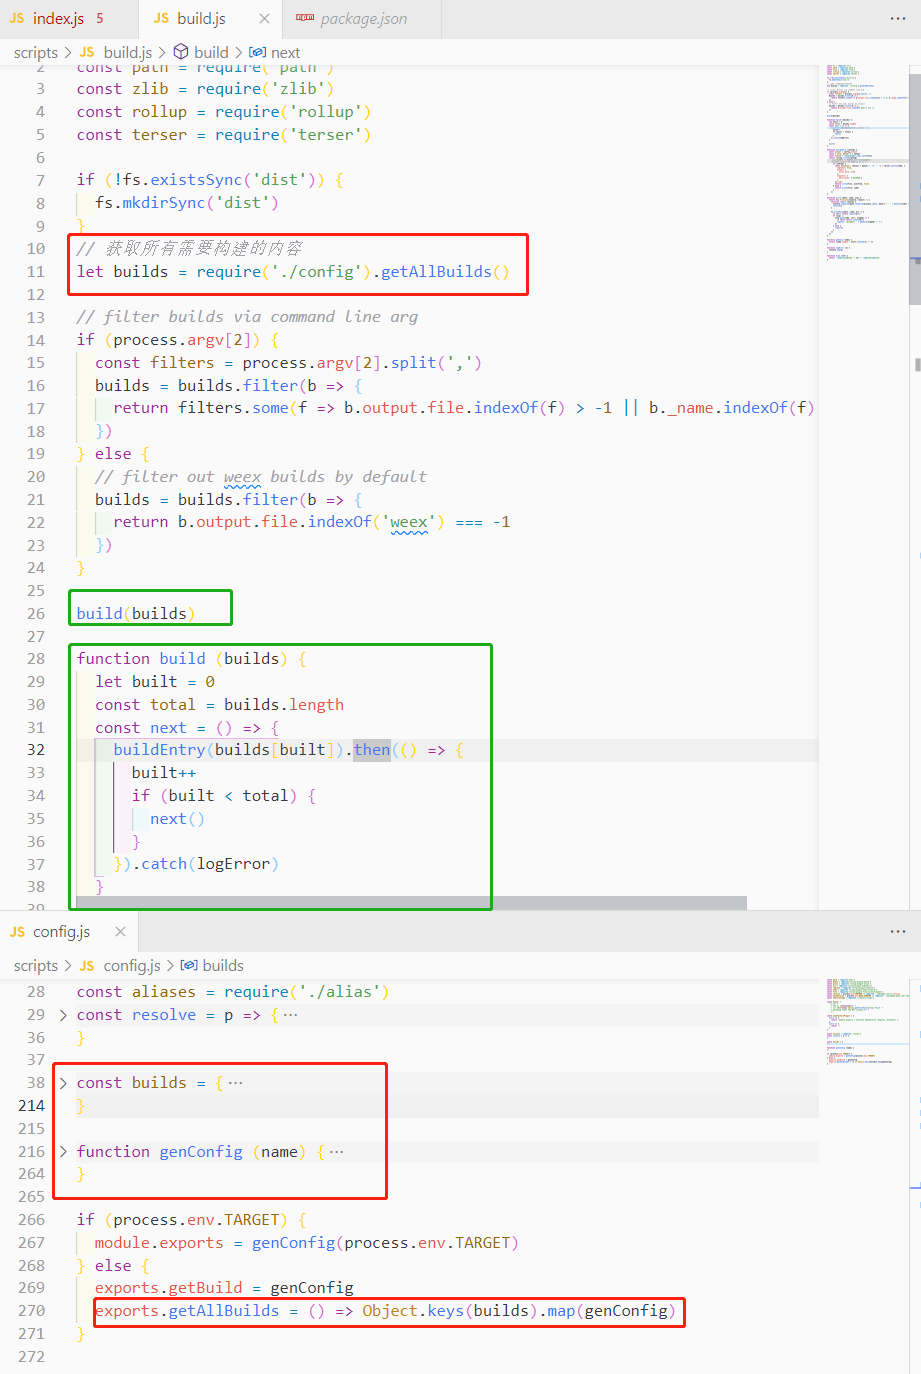 JS index.js 5 JS build.js × npm package.json ···
scripts > JS build.js > build > next
2 const path = require('path')
3 const zlib = require('zlib')
4 const rollup = require('rollup')
5 const terser = require('terser')
6
7 if (!fs.existsSync('dist')) {
8 fs.mkdirSync('dist')
9 }
10 // 获取所有需要构建的内容
11 let builds = require('./config').getAllBuilds()
12
13 // filter builds via command line arg
14 if (process.argv[2]) {
15 const filters = process.argv[2].split(',')
16 builds = builds.filter(b => {
17 return filters.some(f => b.output.file.indexOf(f) > -1 || b._name.indexOf(f)
18 })
19 } else {
20 // filter out weex builds by default
21 builds = builds.filter(b => {
22 return b.output.file.indexOf('weex') === -1
23 })
24 }
25
26 build(builds)
27
28 function build (builds) {
29 let built = 0
30 const total = builds.length
31 const next = () => {
32 buildEntry(builds[built]).then(() => {
33 built++
34 if (built < total) {
35 next()
36 }
37 }).catch(logError)
38 }
39
JS config.js × ···
scripts > JS config.js > builds
28 const aliases = require('./alias')
29 > const resolve = p => {···
36 }
37
38 > const builds = {···
214 }
215
216 > function genConfig (name) {···
264 }
265
266 if (process.env.TARGET) {
267 module.exports = genConfig(process.env.TARGET)
268 } else {
269 exports.getBuild = genConfig
270 exports.getAllBuilds = () => Object.keys(builds).map(genConfig)
271 }
272